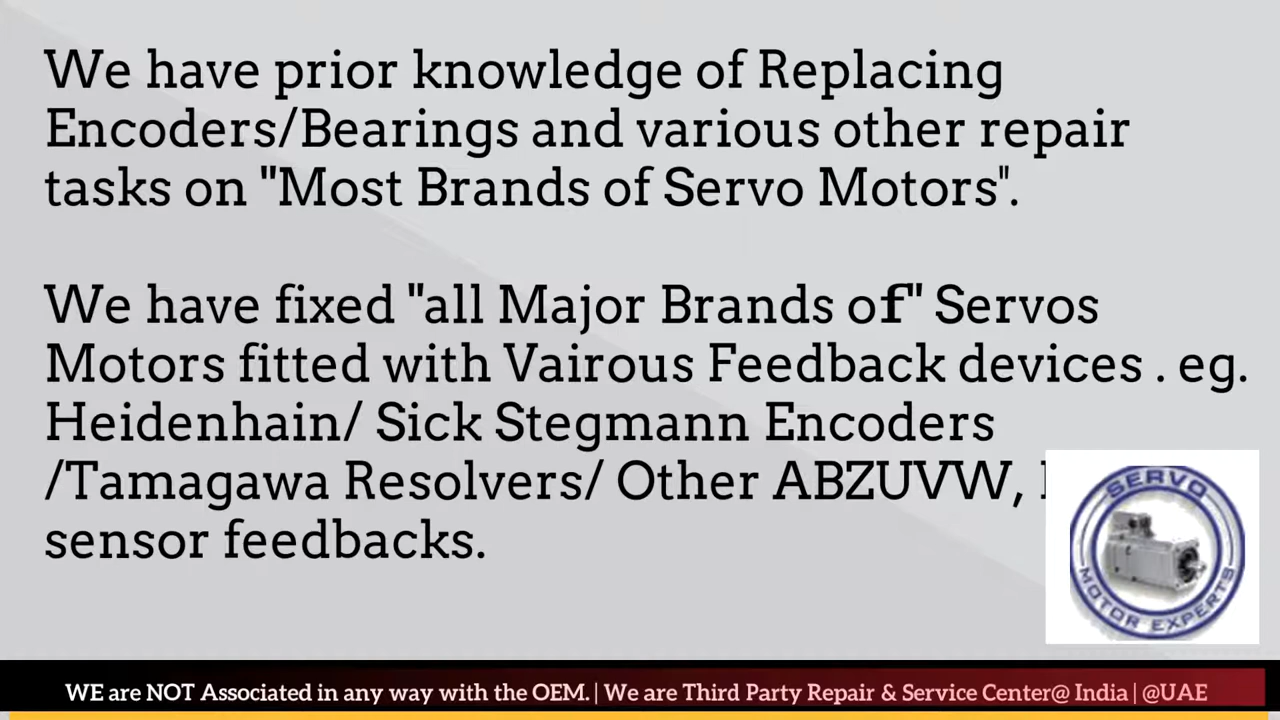 We have prior knowledge of Replacing
Encoders/Bearings and various other repair
tasks on "Most Brands of Servo Motors".
We have fixed "all Major Brands of" Servos
Motors fitted with Vairous Feedback devices . eg.
Heidenhain/ Sick Stegmann Encoders
/Tamagawa Resolvers/ Other ABZUVW,
sensor feedbacks.
SERVO
MOTOR EXPERTS
WE are NOT Associated in any way with the OEM. | We are Third Party Repair & Service Center@ India | @UAE